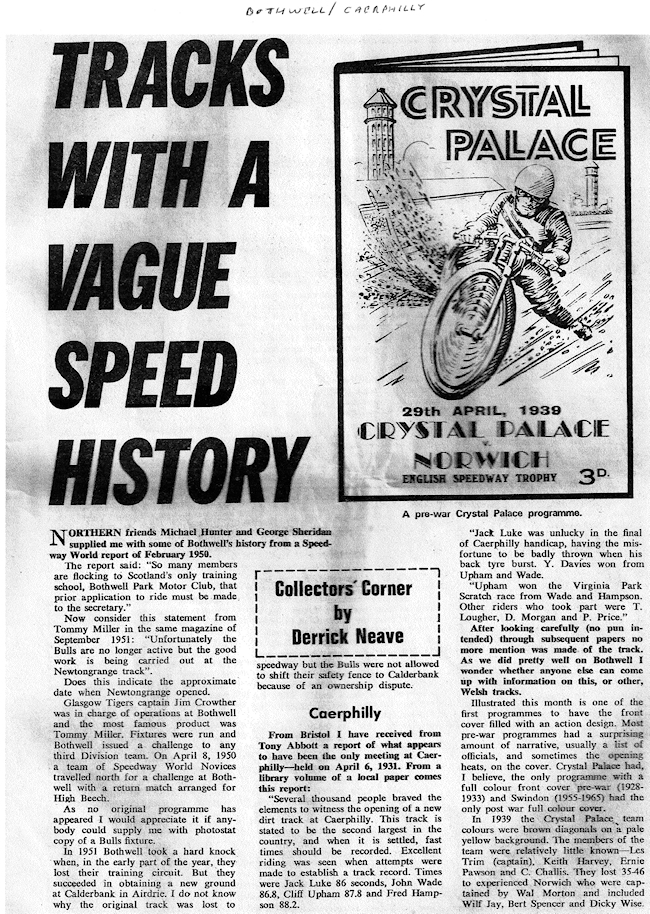 BOTHWELL/ CAERPHILLY
TRACKS
WITH A
VAGUE
SPEED
HISTORY
CRYSTAL
PALACE
29th APRIL, 1939
CRYSTAL PALACE
v.
NORWICH
ENGLISH SPEEDWAY TROPHY
3D.
A pre-war Crystal Palace programme.
NORTHERN friends Michael Hunter and George Sheridan
supplied me with some of Bothwell's history from a Speed-
way World report of February 1950.
The report said: "So many members
are flocking to Scotland's only training
school, Bothwell Park Motor Club, that
prior application to ride must be made
to the secretary."
Now consider this statement from
Tommy Miller in the same magazine of
September 1951: "Unfortunately the
Bulls are no longer active but the good
work is being carried out at the
Newtongrange track".
Does this indicate the approximate
date when Newtongrange opened.
Glasgow Tigers captain Jim Crowther
was in charge of operations at Bothwell
and the most famous product was
Tommy Miller. Fixtures were run and
Bothwell issued a challenge to any
third Division team. On April 8, 1950
a team of Speedway World Novices
travelled north for a challenge at Both-
well with a return match arranged for
High Beech.
As no original programme has
appeared I would appreciate it if any-
body could supply me with photostat
copy of a Bulls fixture.
In 1951 Bothwell took a hard knock
when, in the early part of the year, they
lost their training circuit. But they
succeeded in obtaining a new ground
at Calderbank in Airdrie. I do not know
why the original track was lost to
Collectors' Corner
by
Derrick Neave
speedway but the Bulls were not allowed
to shift their safety fence to Calderbank
because of an ownership dispute.
Caerphilly
From Bristol I have received from
Tony Abbott a report of what appears
to have been the only meeting at Caer-
philly—held on April 6, 1931. From a
library volume of a local paper comes
this report:
"Several thousand people braved the
elements to witness the opening of a new
dirt track at Caerphilly. This track is
stated to be the second largest in the
country, and when it is settled, fast
times should be recorded. Excellent
riding was seen when attempts were
made to establish a track record. Times
were Jack Luke 86 seconds, John Wade
86.8, Cliff Upham 87.8 and Fred Hamp-
son 88.2.
"Jack Luke was unlucky in the final
of Caerphilly handicap, having the mis-
fortune to be badly thrown when his
back tyre burst. Y. Davies won from
Upham and Wade.
"Upham won the Virginia Park
Scratch race from Wade and Hampson.
Other riders who took part were T.
Lougher, D. Morgan and P. Price."
After looking carefully (no pun in-
tended) through subsequent papers no
more mention was made of the track.
As we did pretty well on Bothwell I
wonder whether anyone else can come
up with information on this, or other,
Welsh tracks.
Illustrated this month is one of the
first programmes to have the front
cover filled with an action design. Most
pre-war programmes had a surprising
amount of narrative, usually a list of
officials, and sometimes the opening
heats, on the cover. Crystal Palace had,
I believe, the only programme with a
full colour front cover pre-war (1928-
1933) and Swindon (1955-1965) had the
only post war full colour cover.
In 1939 the Crystal Palace team
colours were brown diagonals on a pale
yellow background. The members of the
team were relatively little known—Les
Trim (captain), Keith Harvey, Ernie
Pawson and C. Challis. They lost 35-46
to experienced Norwich who were cap-
tained by Wal Morton and included
Wilf Jay, Bert Spencer and Dicky Wise.